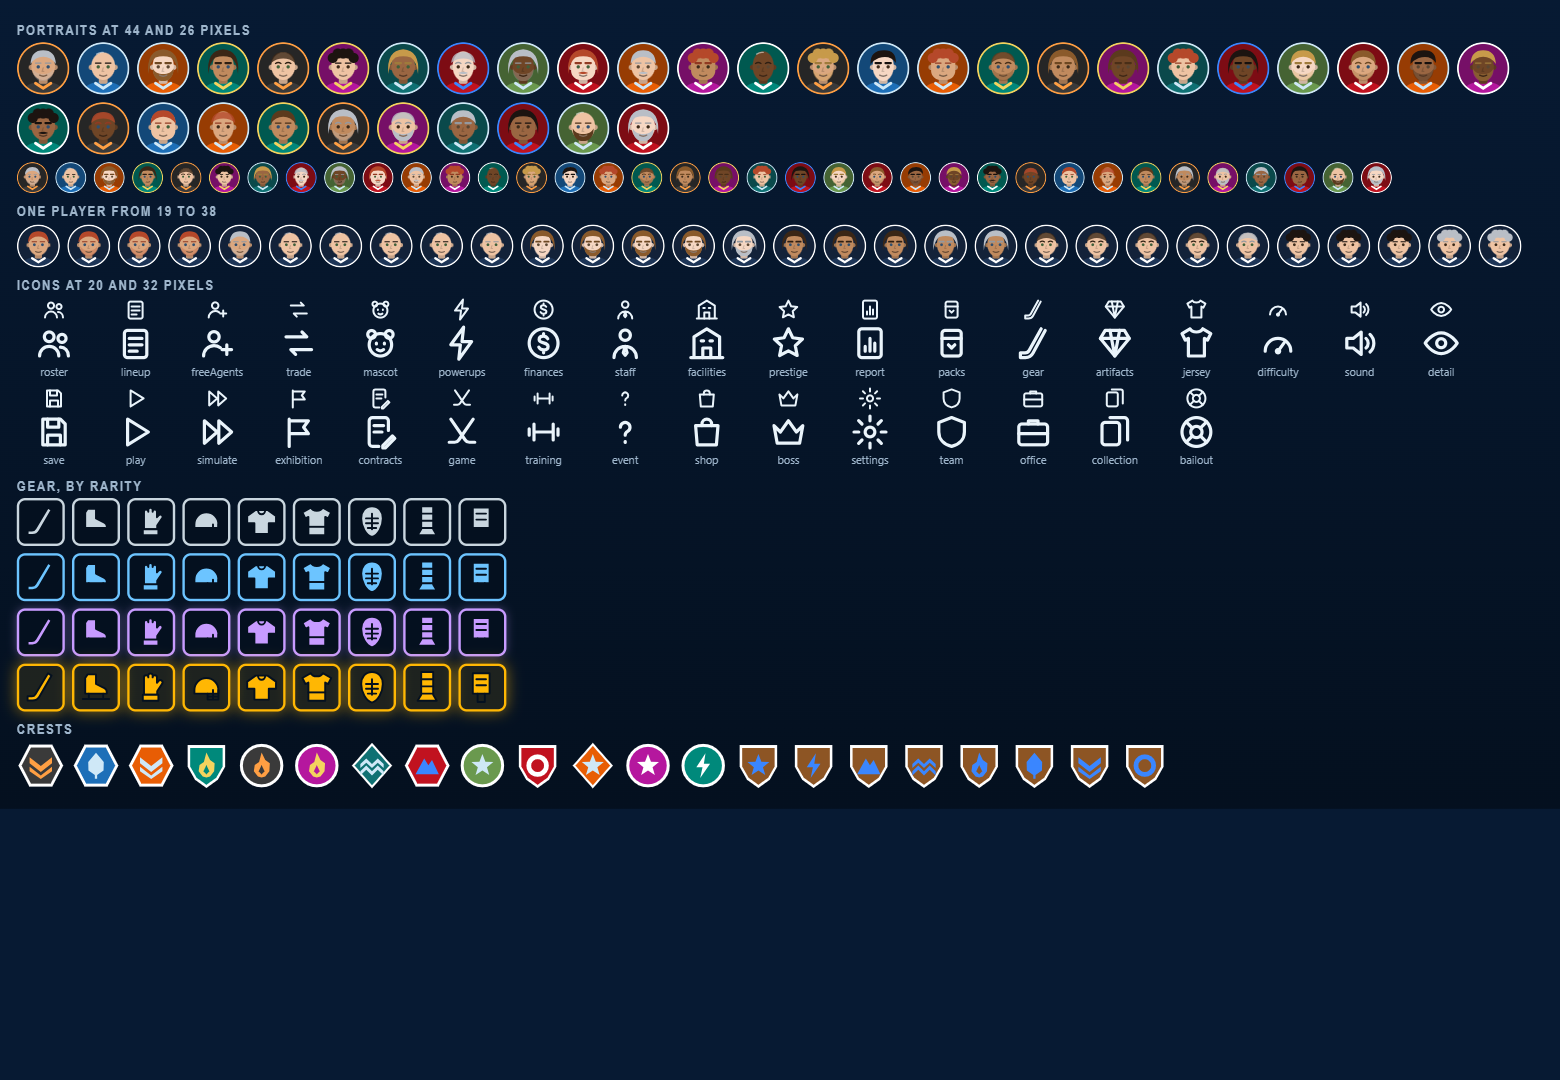 PORTRAITS AT 44 AND 26 PIXELS
ONE PLAYER FROM 19 TO 38
ICONS AT 20 AND 32 PIXELS
roster lineup freeAgents trade mascot powerups finances staff facilities prestige report packs gear artifacts jersey difficulty sound detail
save play simulate exhibition contracts game training event shop boss settings team office collection bailout
GEAR, BY RARITY
CRESTS